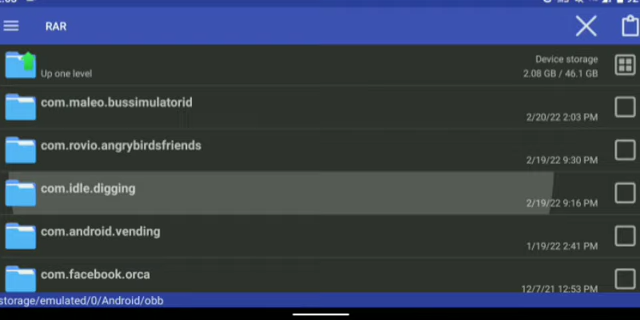 RAR
Device storage
Up one level
2.08 GB / 46.1 GB
com.maleo.bussimulatorid
2/20/22 2:03 PM
com.rovio.angrybirdsfriends
2/19/22 9:30 PM
com.idle.digging
2/19/22 9:16 PM
com.android.vending
1/19/22 2:41 PM
com.facebook.orca
12/7/21 12:53 PM
storage/emulated/0/Android/obb